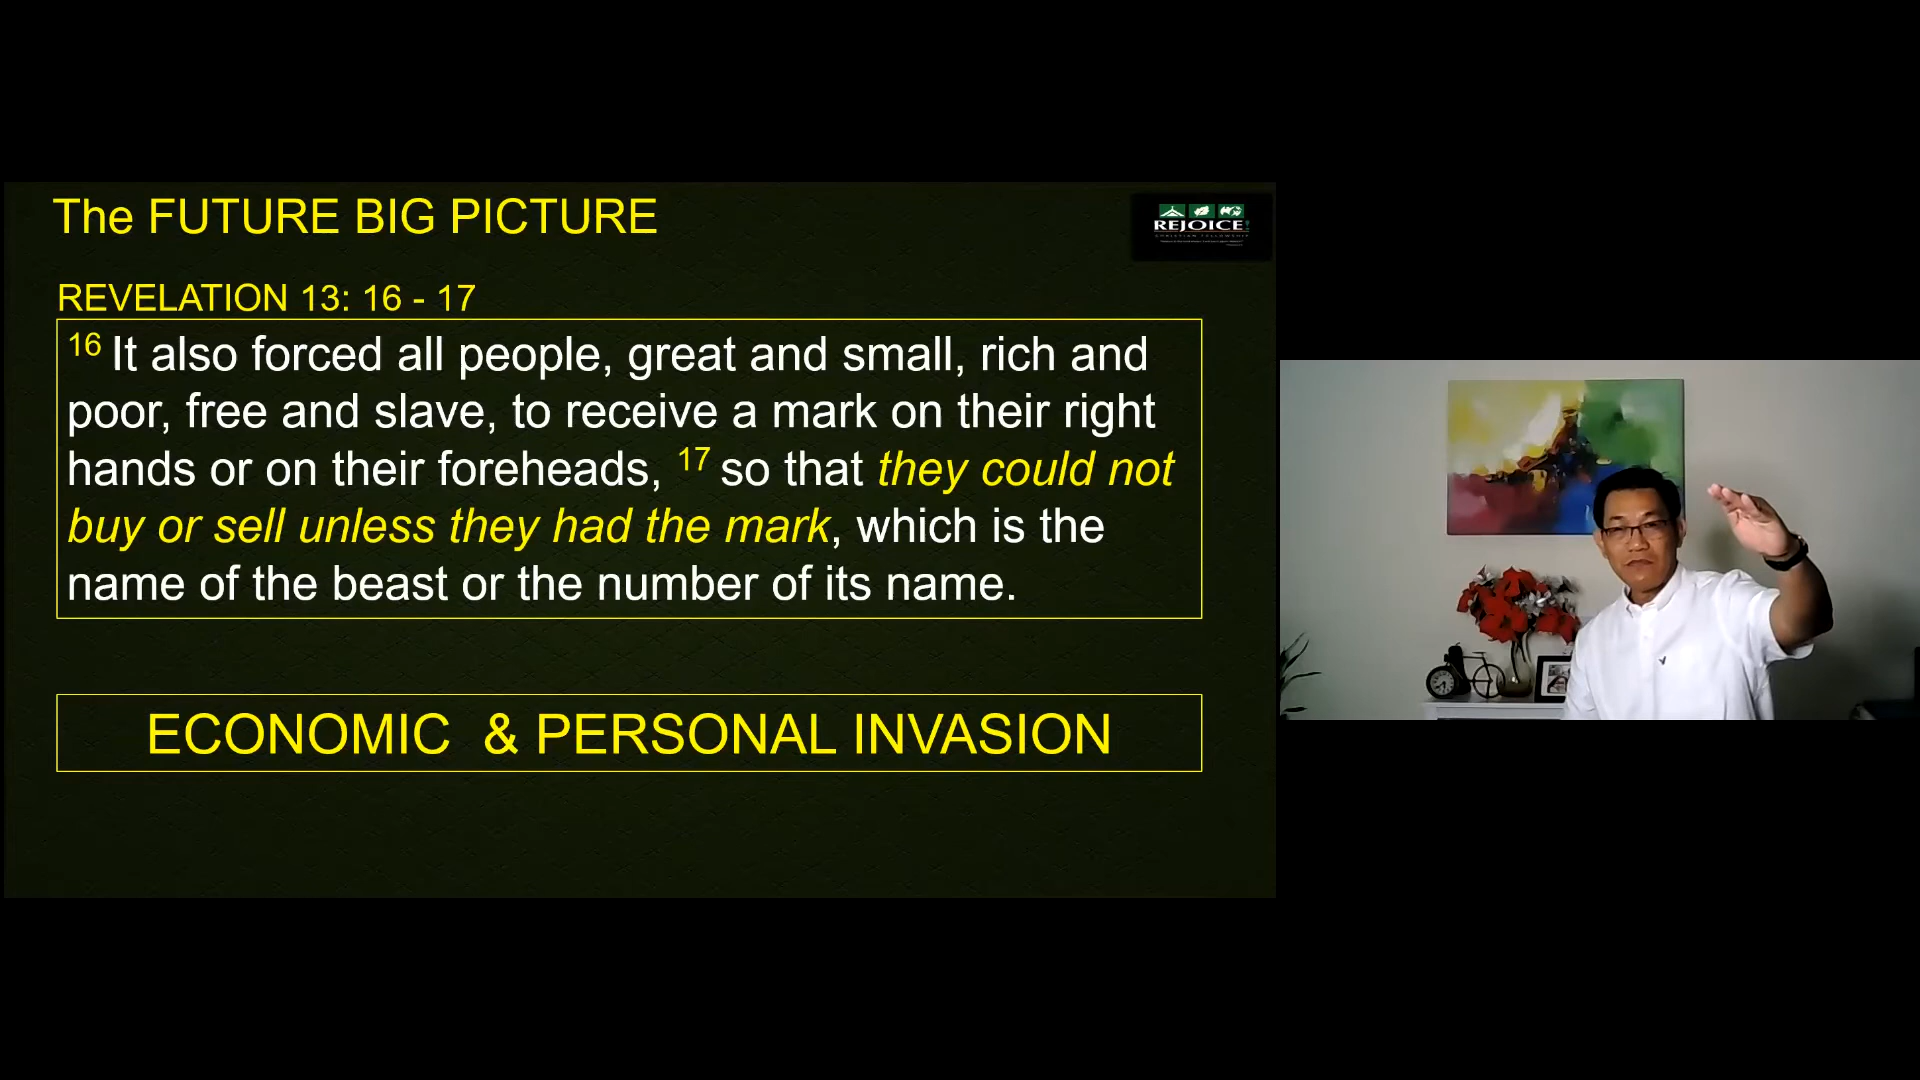 The FUTURE BIG PICTURE
REJOICE!
CHRISTIAN FELLOWSHIP
REVELATION 13: 16 - 17
16 It also forced all people, great and small, rich and
poor, free and slave, to receive a mark on their right
hands or on their foreheads, 17 so that they could not
buy or sell unless they had the mark, which is the
name of the beast or the number of its name.
ECONOMIC & PERSONAL INVASION